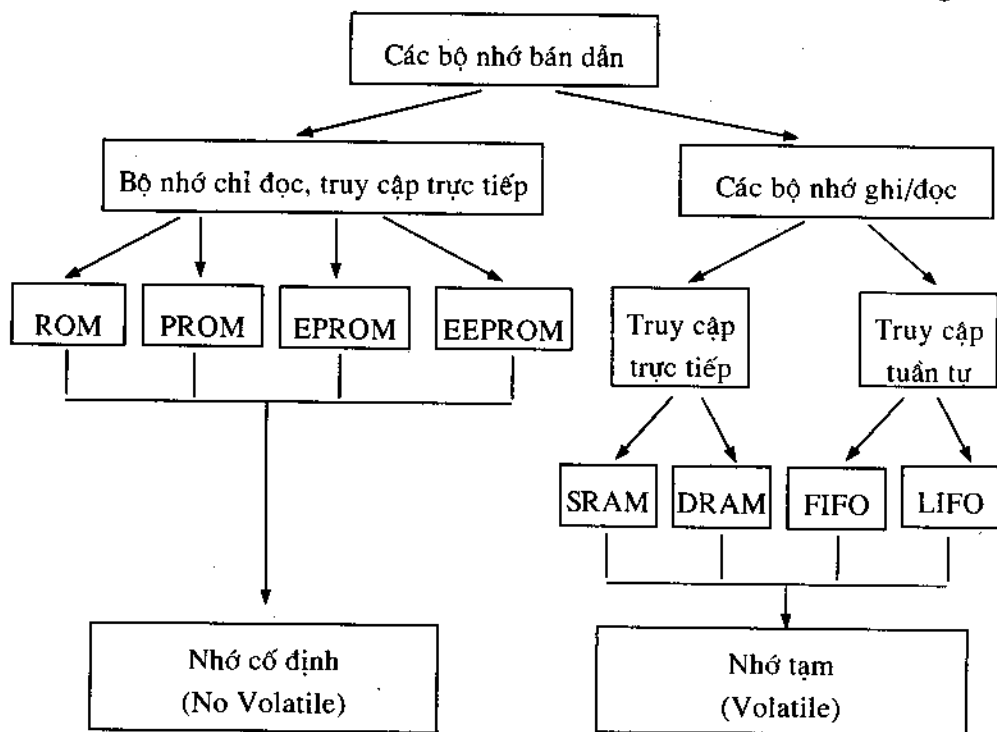 Các bộ nhớ bán dẫn
Bộ nhớ chỉ đọc, truy cập trực tiếp
Các bộ nhớ ghi/đọc
ROM
PROM
EPROM
EEPROM
Truy cập
trực tiếp
Truy cập
tuần tự
SRAM
DRAM
FIFO
LIFO
Nhớ cố định
(No Volatile)
Nhớ tạm
(Volatile)